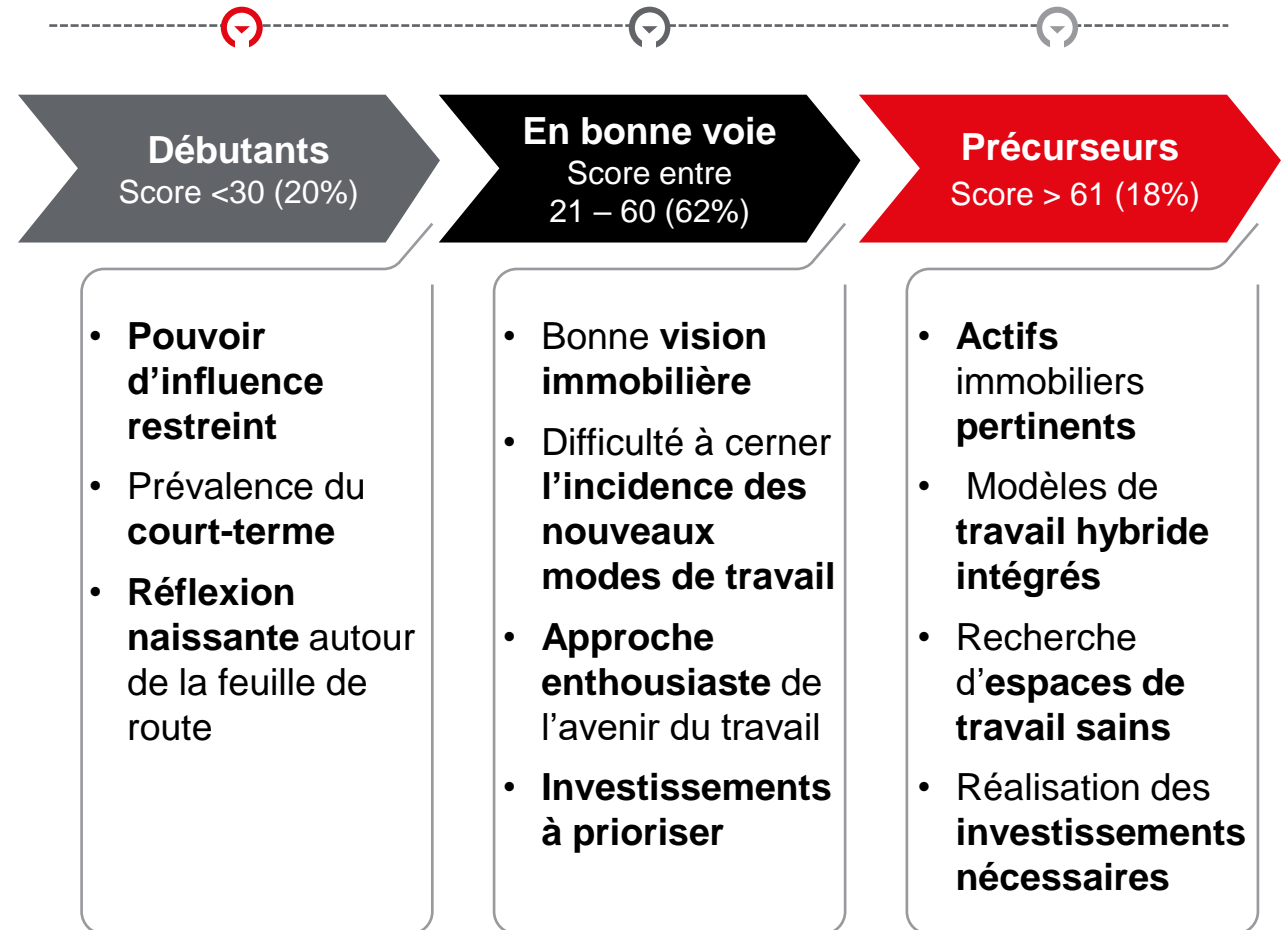 Débutants
Score <30 (20%)
En bonne voie
Score entre
21 – 60 (62%)
Précurseurs
Score > 61 (18%)
• Pouvoir
d’influence
restreint
• Prévalence du
court-terme
• Réflexion
naissante autour
de la feuille de
route
• Bonne vision
immobilière
• Difficulté à cerner
l’incidence des
nouveaux
modes de travail
• Approche
enthousiaste de
l’avenir du travail
• Investissements
à prioriser
• Actifs
immobiliers
pertinents
• Modèles de
travail hybride
intégrés
• Recherche
d’espaces de
travail sains
• Réalisation des
investissements
nécessaires